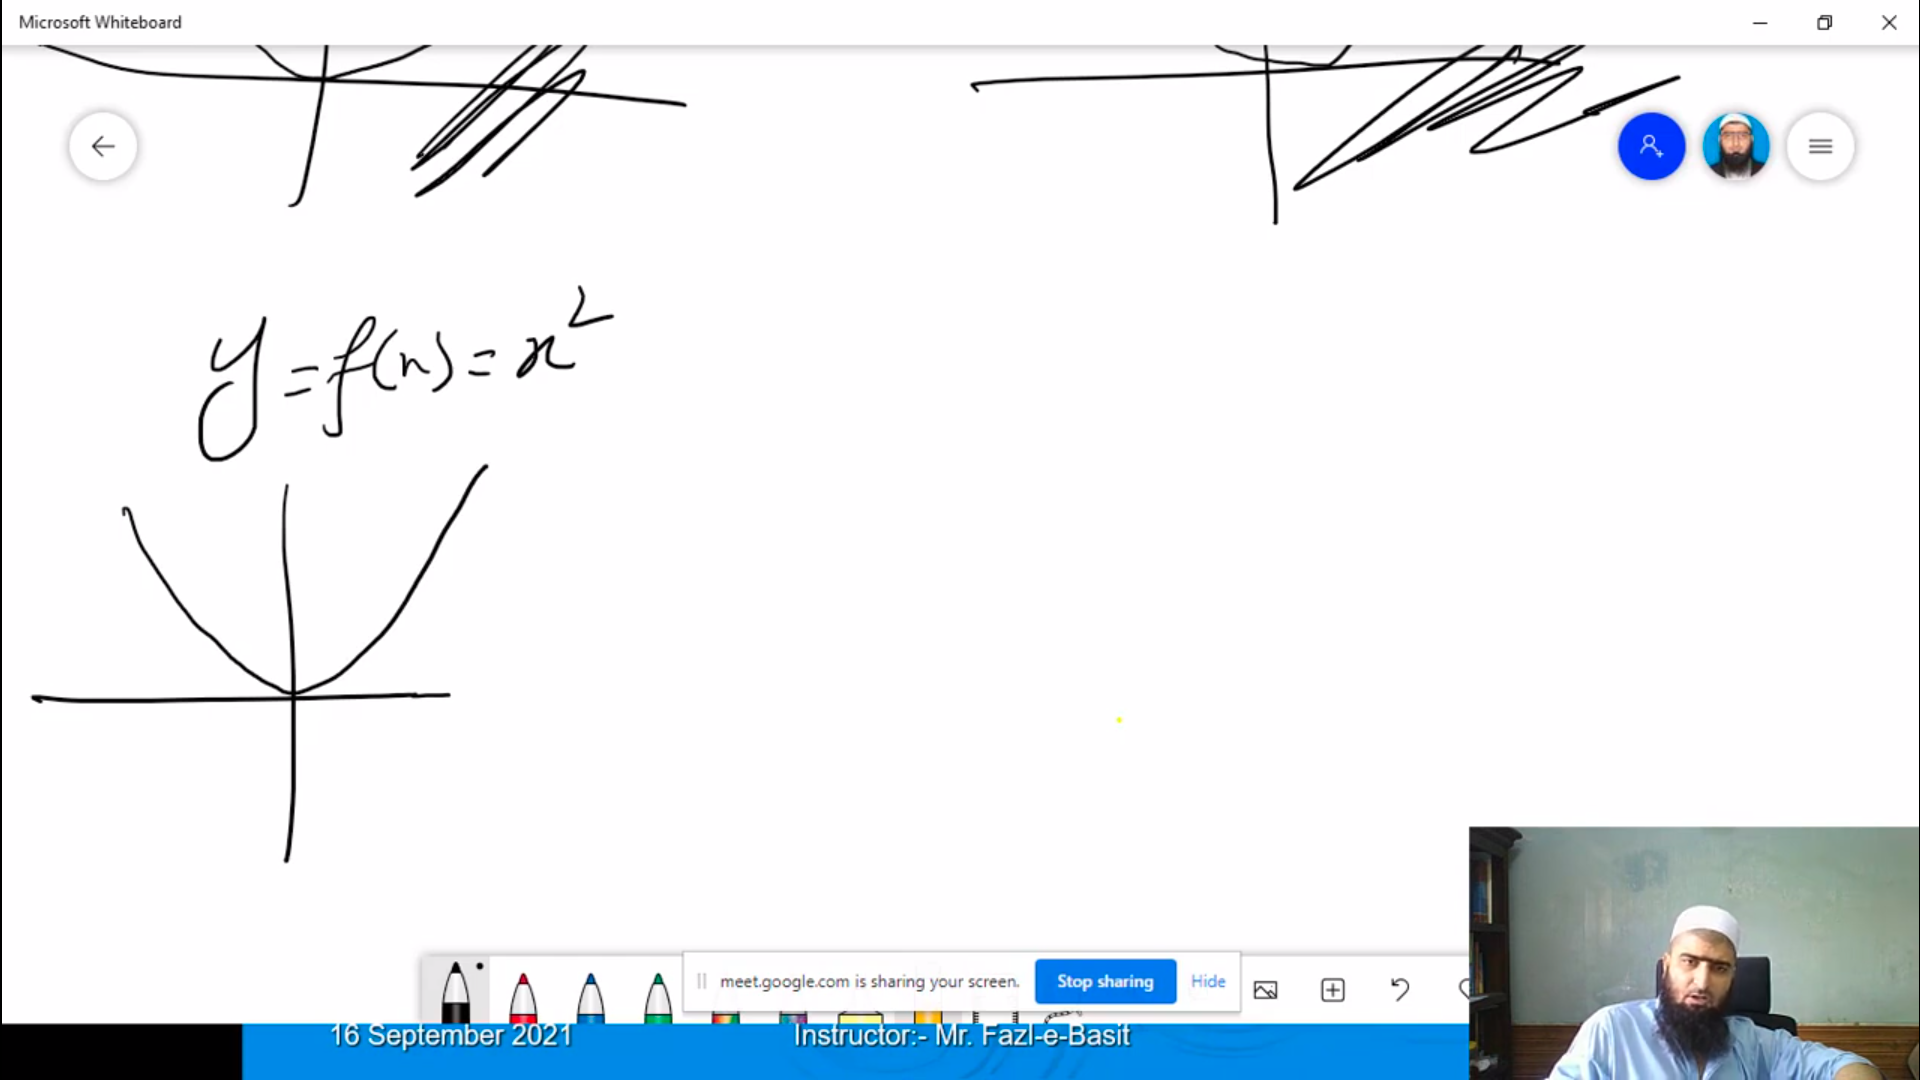 Microsoft Whiteboard
y = f(x) = x²
meet.google.com is sharing your screen. Stop sharing Hide
16 September 2021 Instructor:- Mr. Fazl-e-Basit